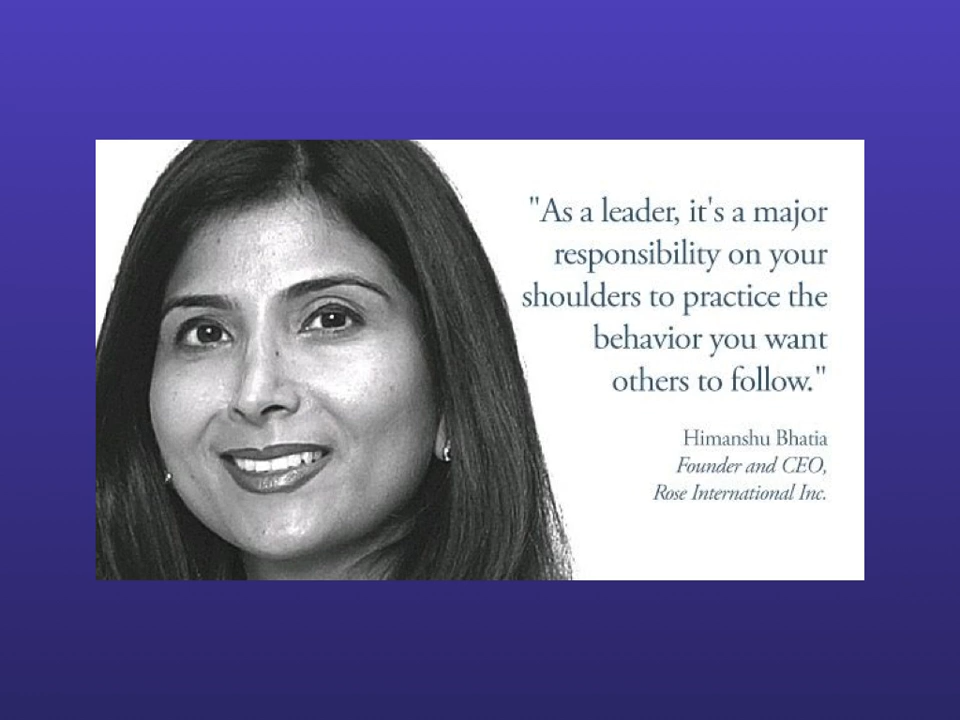 "As a leader, it's a major
responsibility on your
shoulders to practice the
behavior you want
others to follow."
Himanshu Bhatia
Founder and CEO,
Rose International Inc.